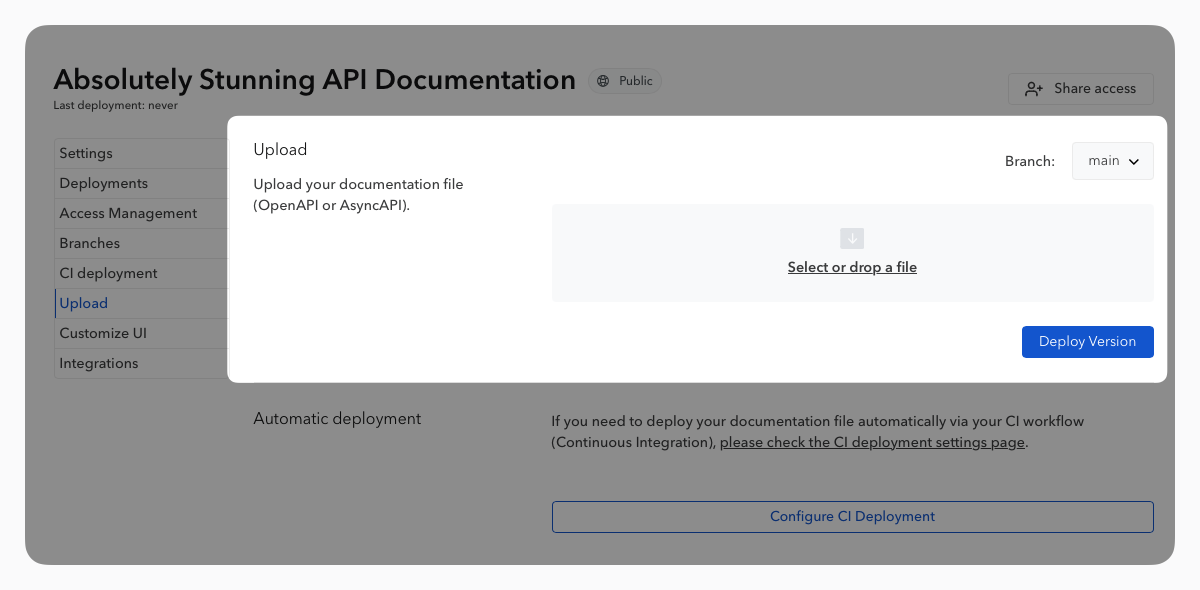 Absolutely Stunning API Documentation
Public
Last deployment: never
Share access
Settings
Deployments
Access Management
Branches
CI deployment
Upload
Customize UI
Integrations
Upload
Upload your documentation file
(OpenAPI or AsyncAPI).
Branch:
main
Select or drop a file
Deploy Version
Automatic deployment
If you need to deploy your documentation file automatically via your CI workflow
(Continuous Integration), please check the CI deployment settings page.
Configure CI Deployment